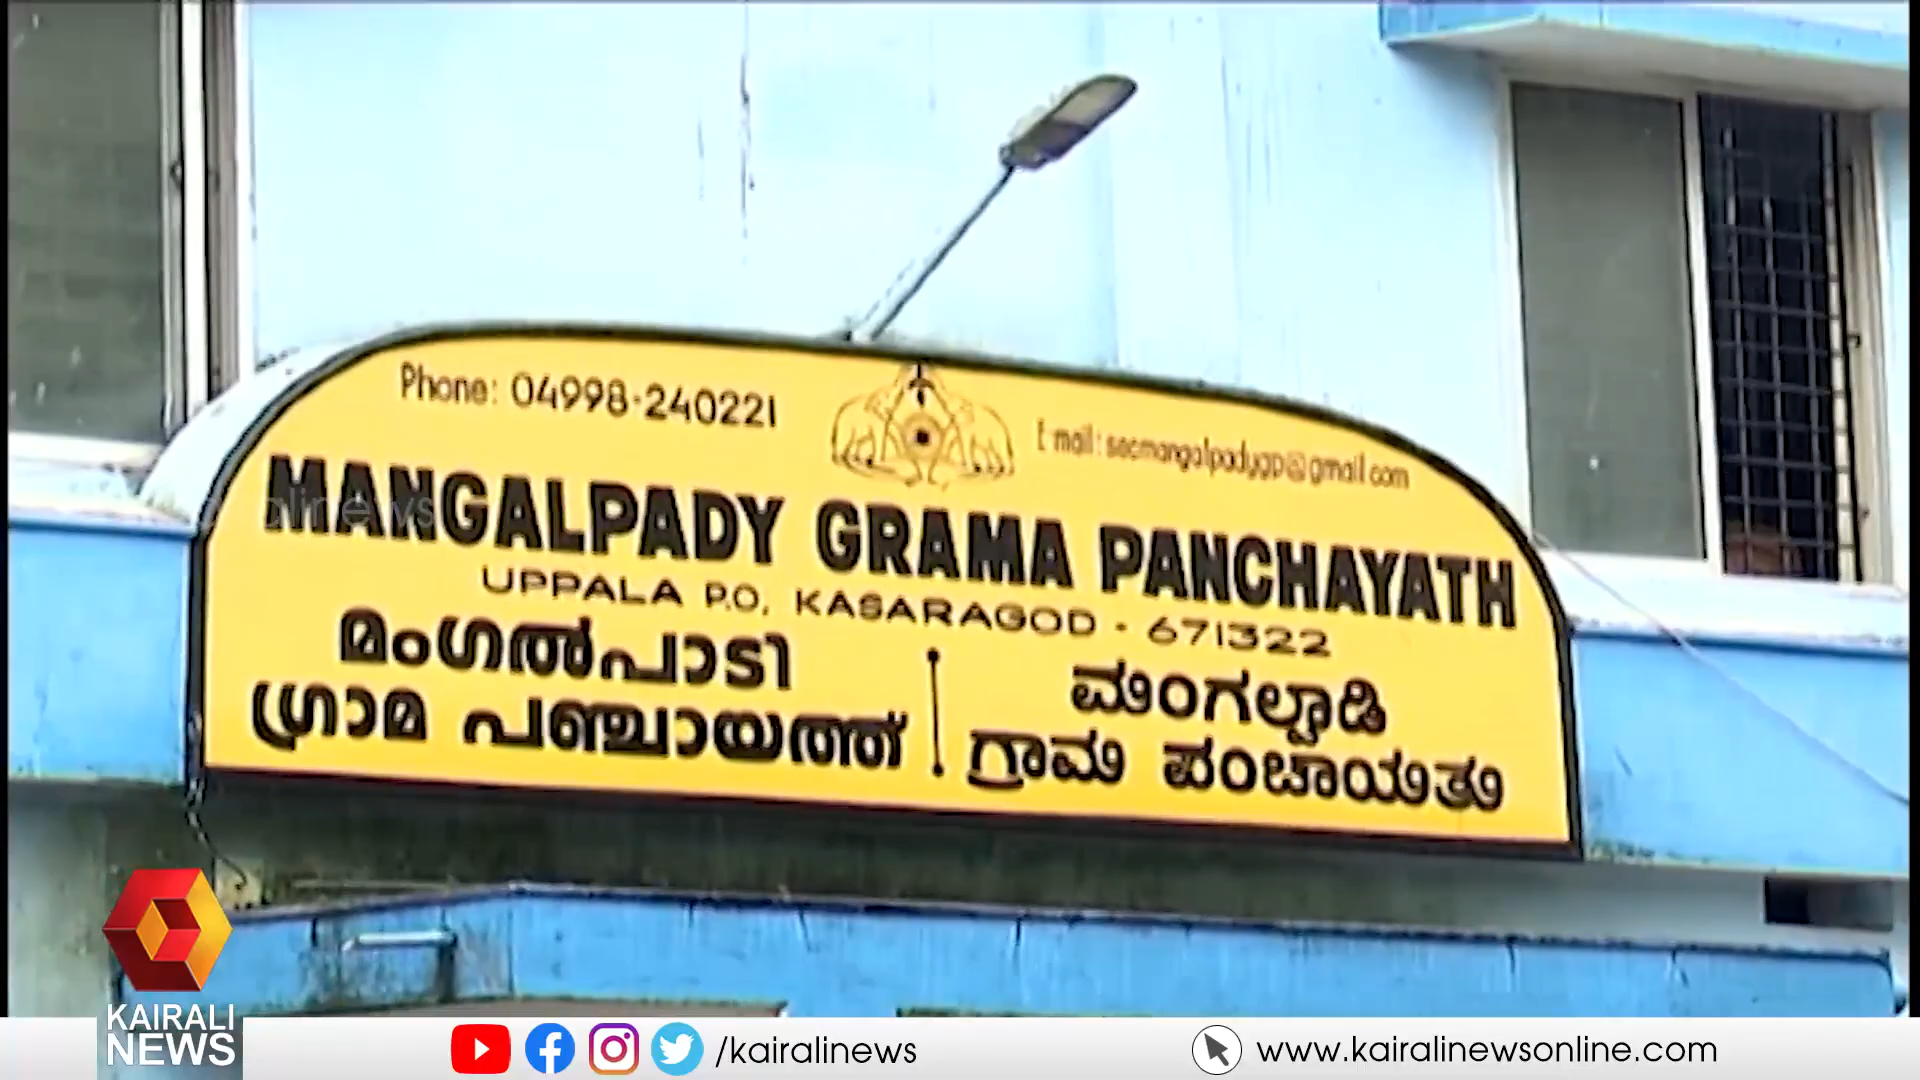 Phone: 04998-240221
E-mail: secmangalpadygp@gmail.com
MANGALPADY GRAMA PANCHAYATH
UPPALA P.O, KASARAGOD - 671322
മംഗൽപാടി
ഗ്രാമ പഞ്ചായത്ത്
ಮಂಗಲ್ಪಾಡಿ
ಗ್ರಾಮ ಪಂಚಾಯತು
KAIRALI
NEWS
/kairalinews
www.kairalinewsonline.com